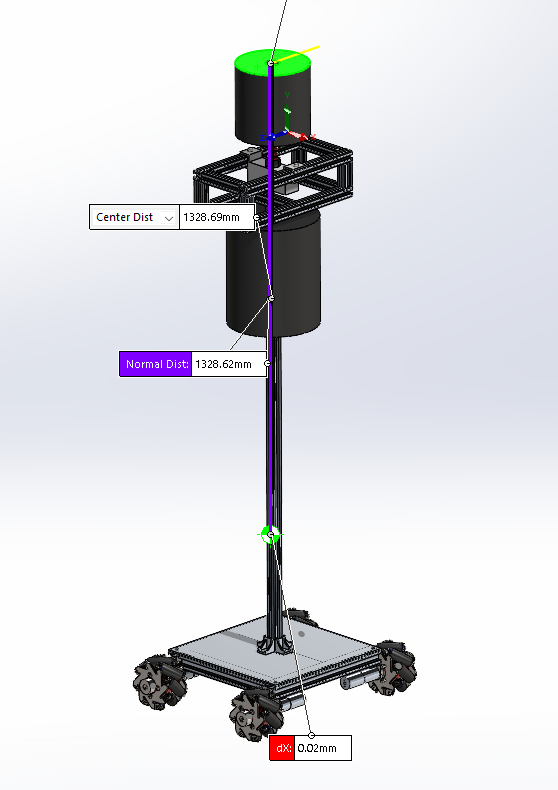 Y
Center Dist 1328.69mm
Normal Dist: 1328.62mm
dX: 0.02mm